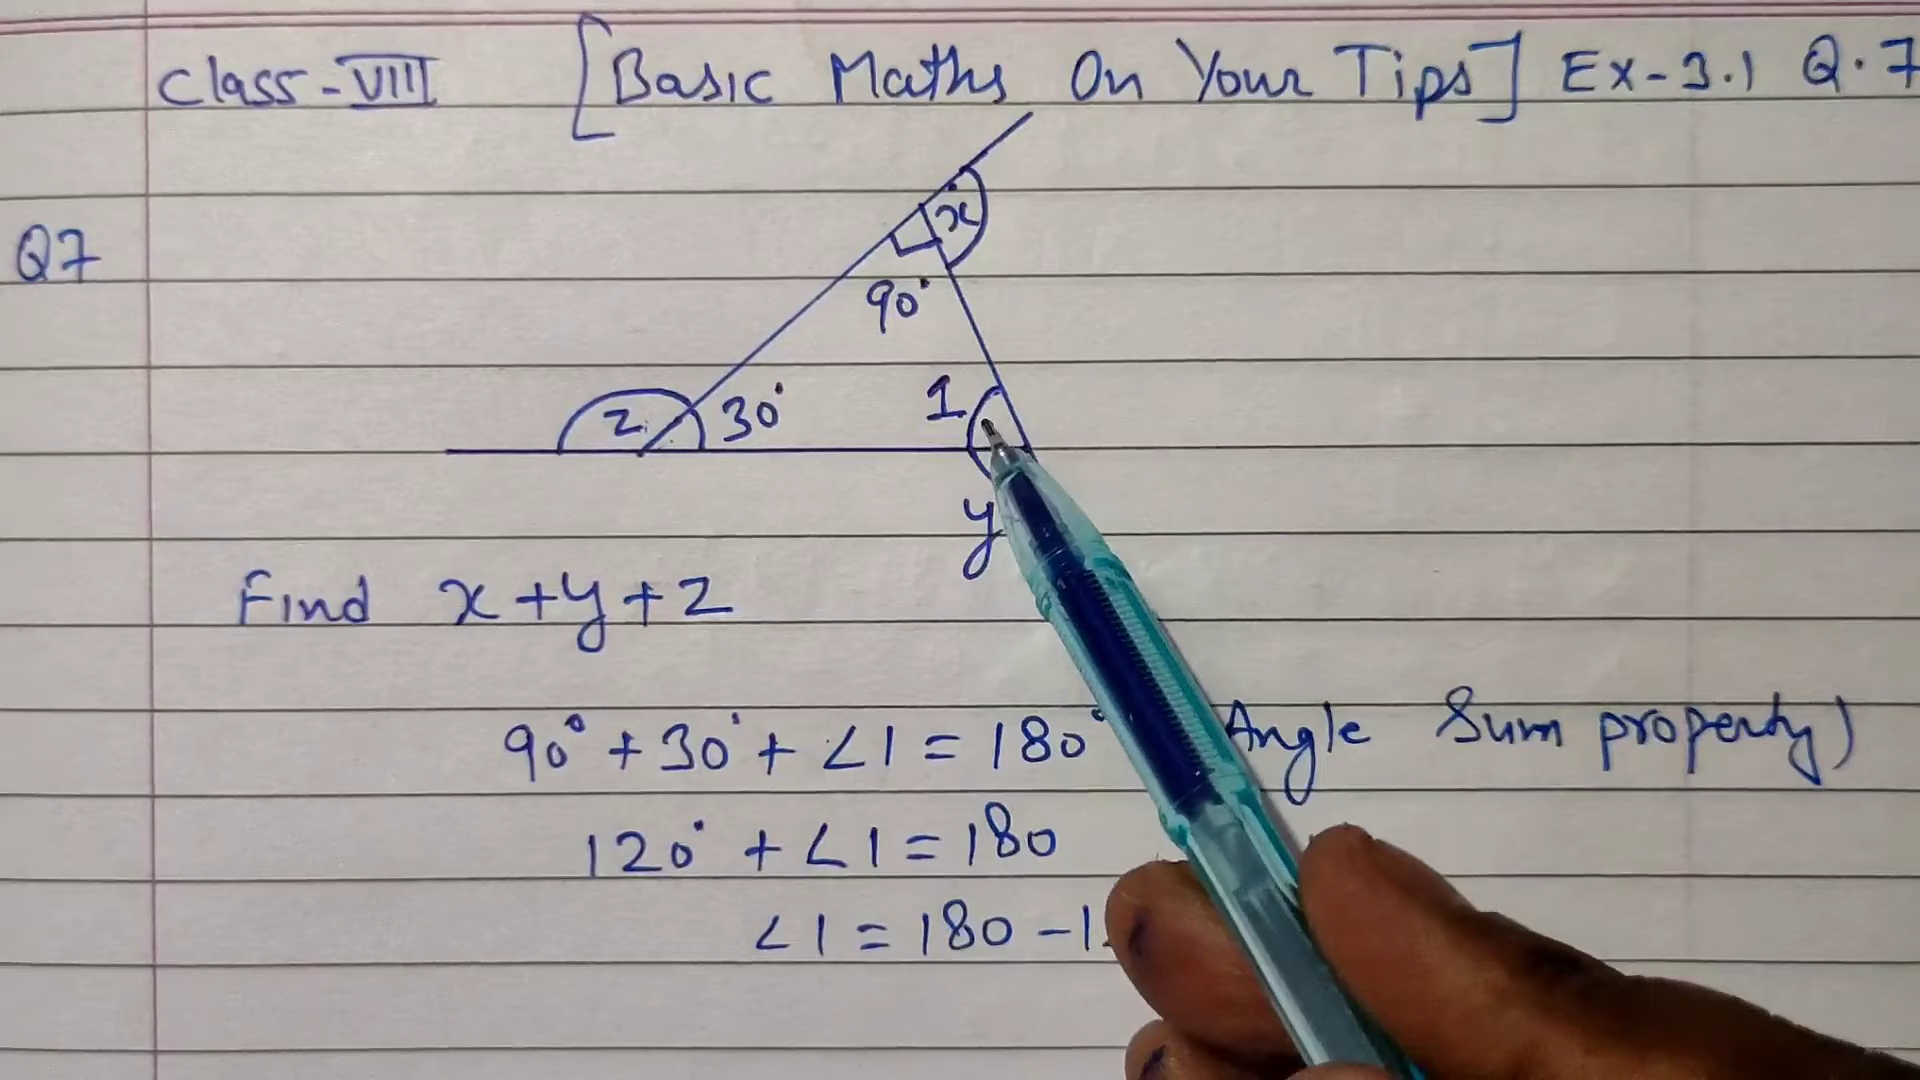 Class-VIII [Basic Maths On Your Tips] Ex-3.1 Q.7
Q7
x
90°
z 30° 1
y
Find x+y+z
90° + 30° + ∠1 = 180° Angle Sum property)
120° + ∠1 = 180
∠1 = 180 -1